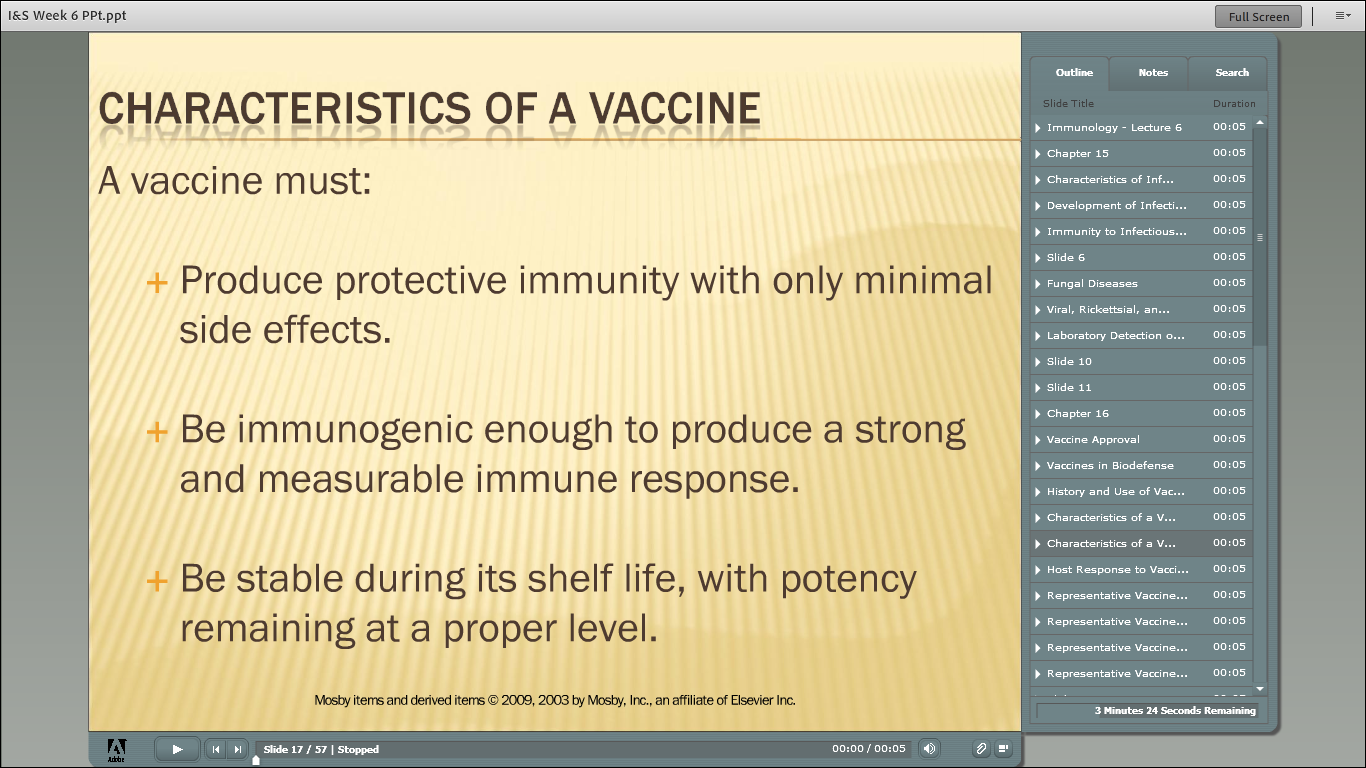 I&S Week 6 PPt.ppt
Full Screen
CHARACTERISTICS OF A VACCINE
A vaccine must:
+ Produce protective immunity with only minimal
side effects.
+ Be immunogenic enough to produce a strong
and measurable immune response.
+ Be stable during its shelf life, with potency
remaining at a proper level.
Mosby items and derived items © 2009, 2003 by Mosby, Inc., an affiliate of Elsevier Inc.
Outline Notes Search
Slide Title Duration
Immunology - Lecture 6 00:05
Chapter 15 00:05
Characteristics of Inf... 00:05
Development of Infecti... 00:05
Immunity to Infectious... 00:05
Slide 6 00:05
Fungal Diseases 00:05
Viral, Rickettsial, an... 00:05
Laboratory Detection o... 00:05
Slide 10 00:05
Slide 11 00:05
Chapter 16 00:05
Vaccine Approval 00:05
Vaccines in Biodefense 00:05
History and Use of Vac... 00:05
Characteristics of a V... 00:05
Characteristics of a V... 00:05
Host Response to Vacci... 00:05
Representative Vaccine... 00:05
Representative Vaccine... 00:05
Representative Vaccine... 00:05
Representative Vaccine... 00:05
3 Minutes 24 Seconds Remaining
Adobe
Slide 17 / 57 | Stopped 00:00 / 00:05